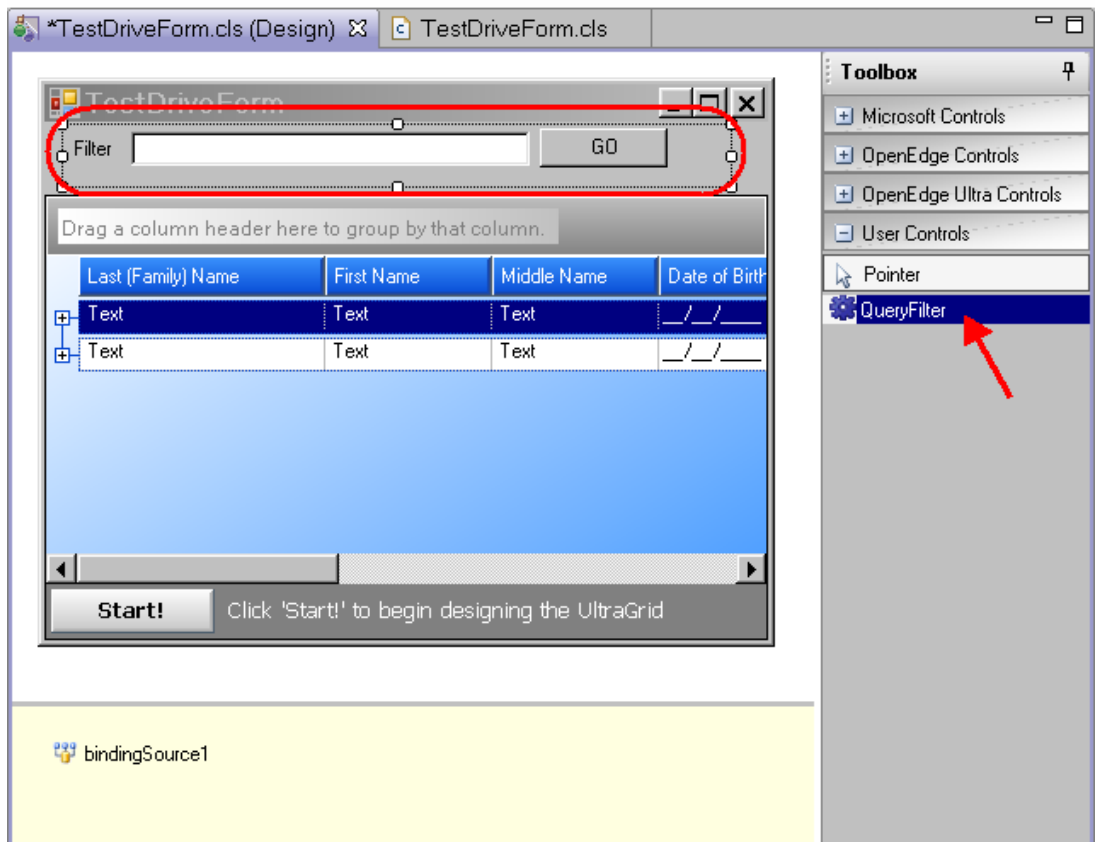 *TestDriveForm.cls (Design)
TestDriveForm.cls
TestDriveForm
Filter
GO
Drag a column header here to group by that column.
Last (Family) Name First Name Middle Name Date of Birth
Text Text Text __/__/____
Text Text Text __/__/____
Start! Click 'Start!' to begin designing the UltraGrid
bindingSource1
Toolbox
Microsoft Controls
OpenEdge Controls
OpenEdge Ultra Controls
User Controls
Pointer
QueryFilter